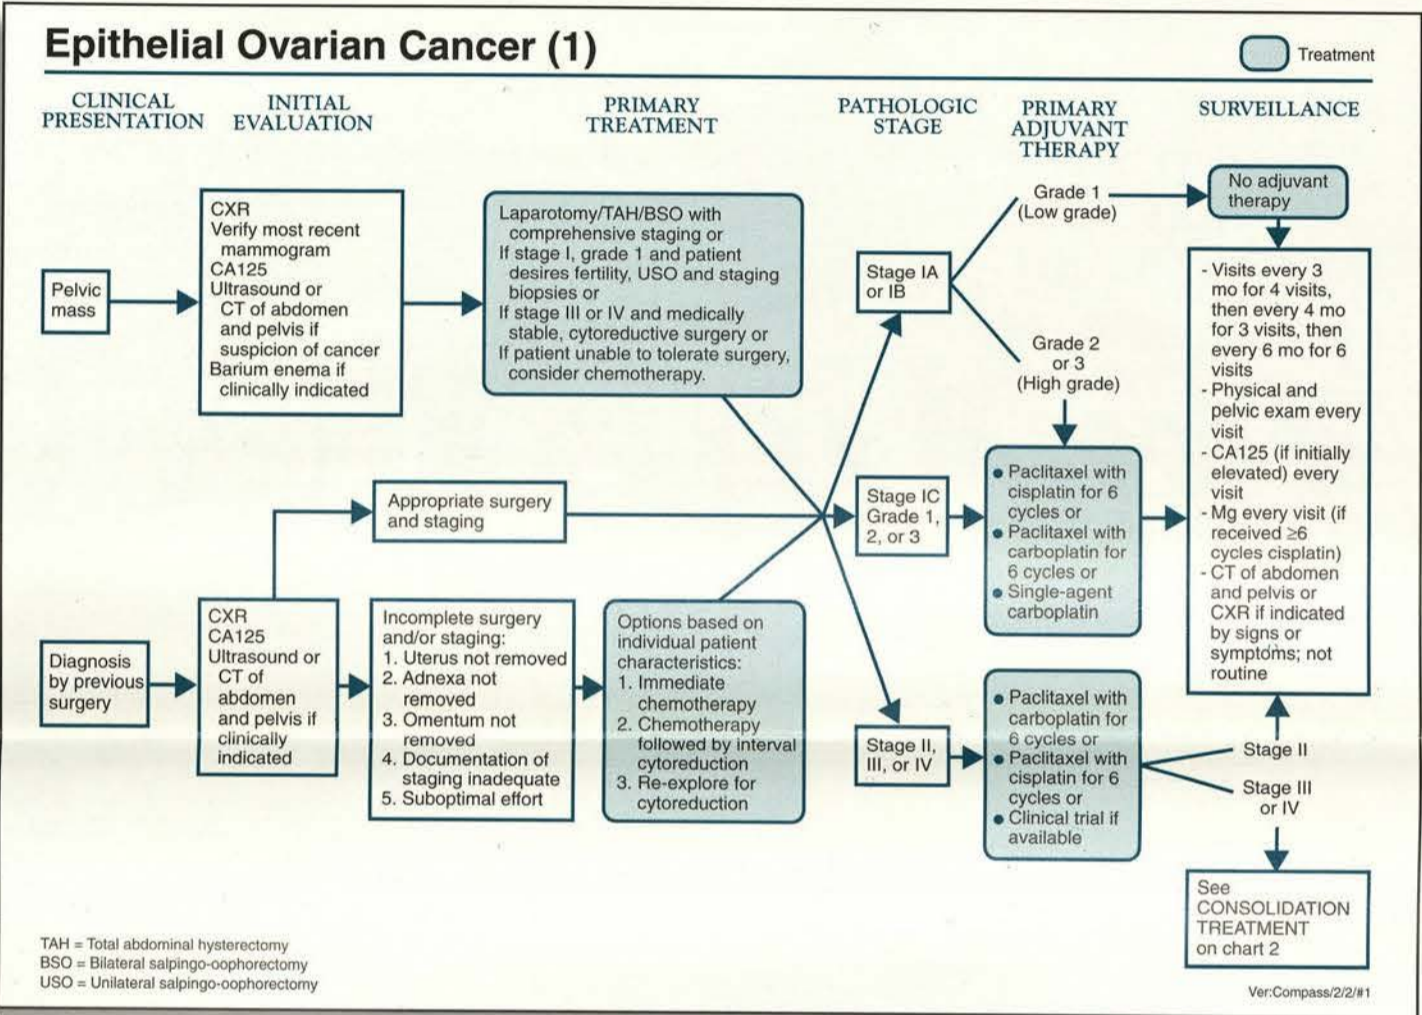 Epithelial Ovarian Cancer (1)
Treatment
CLINICAL
PRESENTATION
INITIAL
EVALUATION
PRIMARY
TREATMENT
PATHOLOGIC
STAGE
PRIMARY
ADJUVANT
THERAPY
SURVEILLANCE
Pelvic
mass
CXR
Verify most recent
mammogram
CA125
Ultrasound or
CT of abdomen
and pelvis if
suspicion of cancer
Barium enema if
clinically indicated
Laparotomy/TAH/BSO with
comprehensive staging or
If stage I, grade 1 and patient
desires fertility, USO and staging
biopsies or
If stage III or IV and medically
stable, cytoreductive surgery or
If patient unable to tolerate surgery,
consider chemotherapy.
Stage IA
or IB
Grade 1
(Low grade)
No adjuvant
therapy
Grade 2
or 3
(High grade)
- Visits every 3
mo for 4 visits,
then every 4 mo
for 3 visits, then
every 6 mo for 6
visits
- Physical and
pelvic exam every
visit
- CA125 (if initially
elevated) every
visit
- Mg every visit (if
received ≥6
cycles cisplatin)
- CT of abdomen
and pelvis or
CXR if indicated
by signs or
symptoms; not
routine
Appropriate surgery
and staging
Stage IC
Grade 1,
2, or 3
● Paclitaxel with
cisplatin for 6
cycles or
● Paclitaxel with
carboplatin for
6 cycles or
● Single-agent
carboplatin
Diagnosis
by previous
surgery
CXR
CA125
Ultrasound or
CT of
abdomen
and pelvis if
clinically
indicated
Incomplete surgery
and/or staging:
1. Uterus not removed
2. Adnexa not
removed
3. Omentum not
removed
4. Documentation of
staging inadequate
5. Suboptimal effort
Options based on
individual patient
characteristics:
1. Immediate
chemotherapy
2. Chemotherapy
followed by interval
cytoreduction
3. Re-explore for
cytoreduction
Stage II,
III, or IV
● Paclitaxel with
carboplatin for
6 cycles or
● Paclitaxel with
cisplatin for 6
cycles or
● Clinical trial if
available
Stage II
Stage III
or IV
See
CONSOLIDATION
TREATMENT
on chart 2
TAH = Total abdominal hysterectomy
BSO = Bilateral salpingo-oophorectomy
USO = Unilateral salpingo-oophorectomy
Ver:Compass/2/2/#1